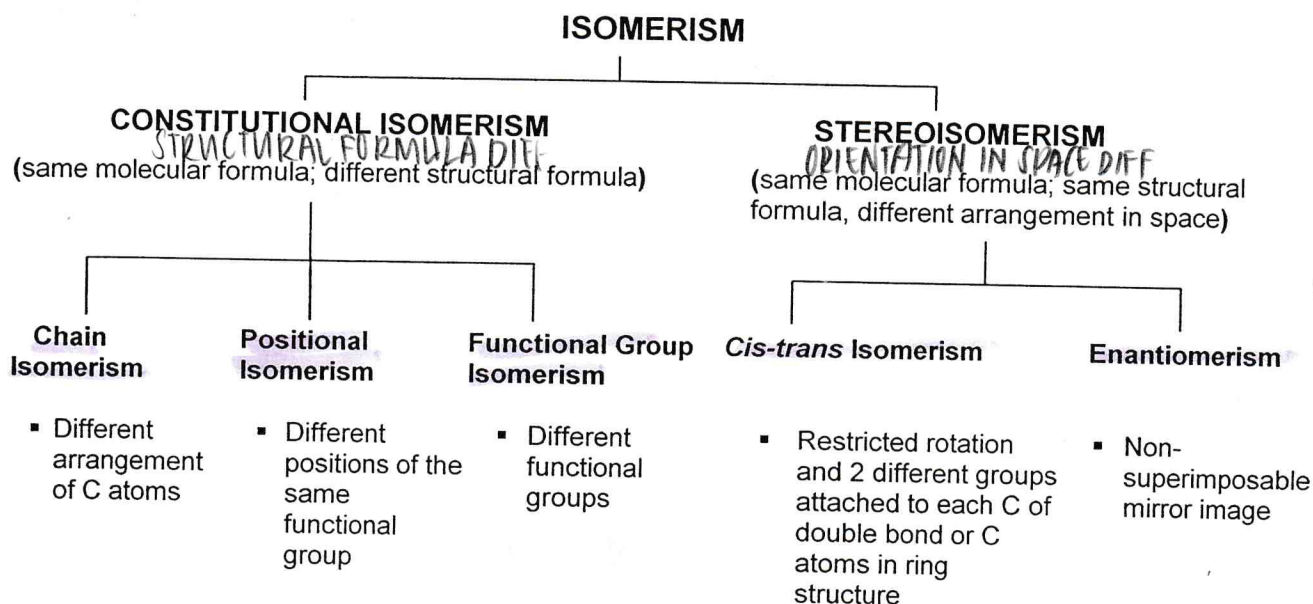 ISOMERISM
CONSTITUTIONAL ISOMERISM
STRUCTURAL FORMULA DIFF
(same molecular formula; different structural formula)
STEREOISOMERISM
ORIENTATION IN SPACE DIFF
(same molecular formula; same structural
formula, different arrangement in space)
Chain
Isomerism
▪ Different
arrangement
of C atoms
Positional
Isomerism
▪ Different
positions of the
same
functional
group
Functional Group
Isomerism
▪ Different
functional
groups
Cis-trans Isomerism
▪ Restricted rotation
and 2 different groups
attached to each C of
double bond or C
atoms in ring
structure
Enantiomerism
▪ Non-
superimposable
mirror image